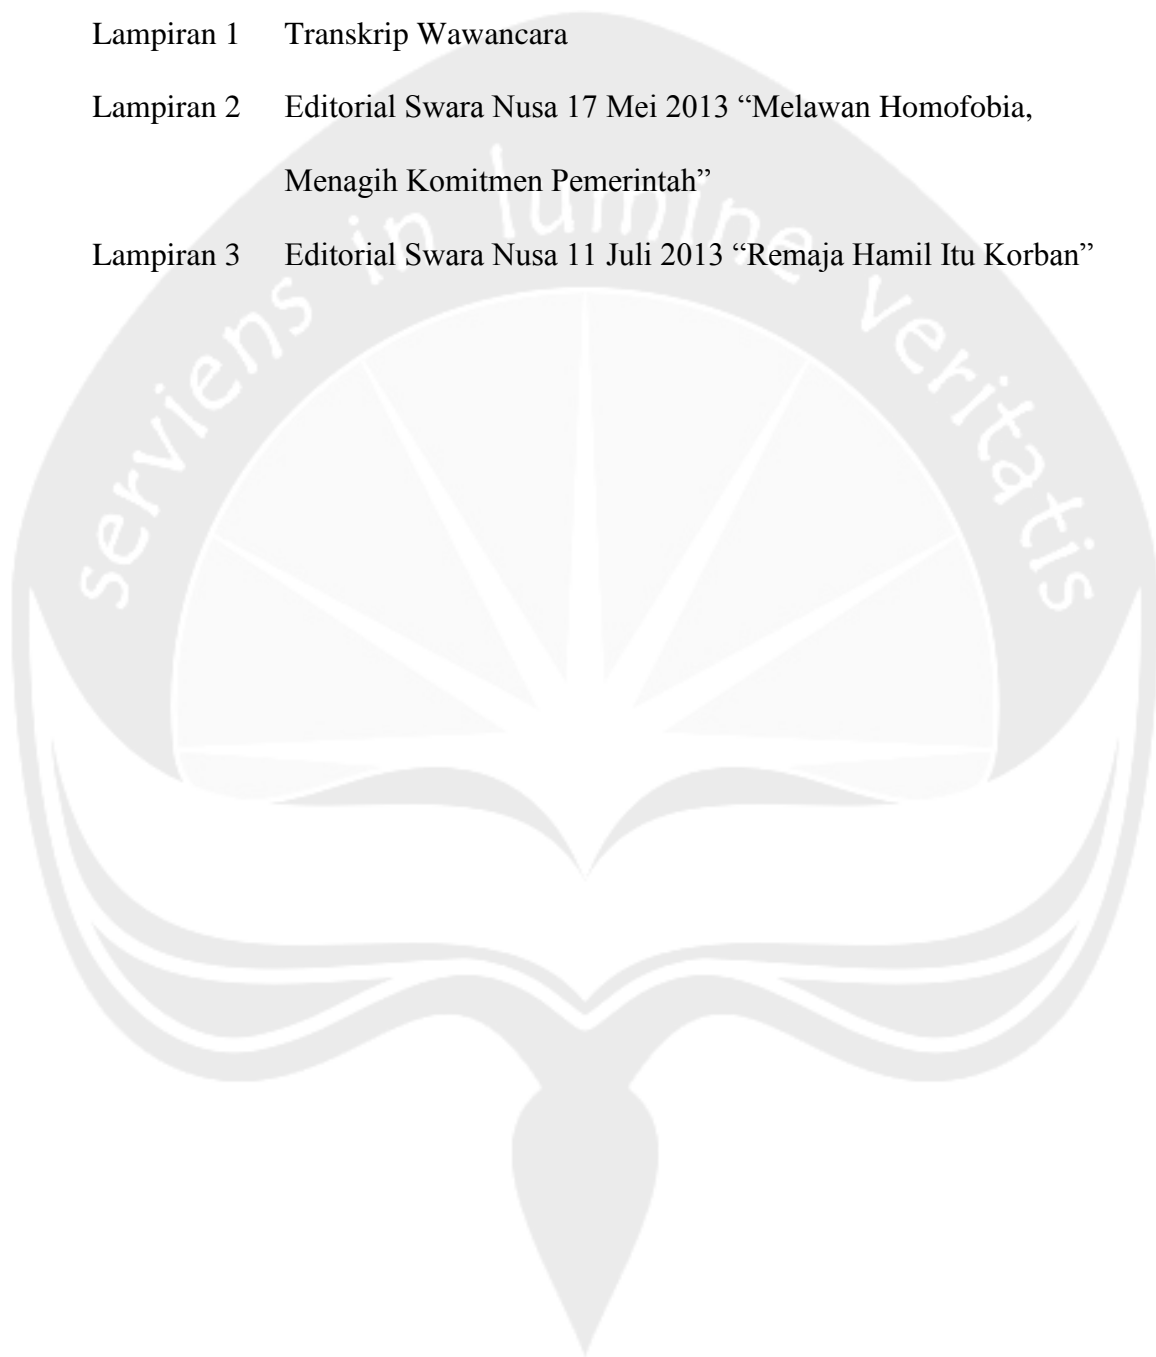 Lampiran 1 Transkrip Wawancara
Lampiran 2 Editorial Swara Nusa 17 Mei 2013 “Melawan Homofobia,
Menagih Komitmen Pemerintah”
Lampiran 3 Editorial Swara Nusa 11 Juli 2013 “Remaja Hamil Itu Korban”
serviens in lumine veritatis